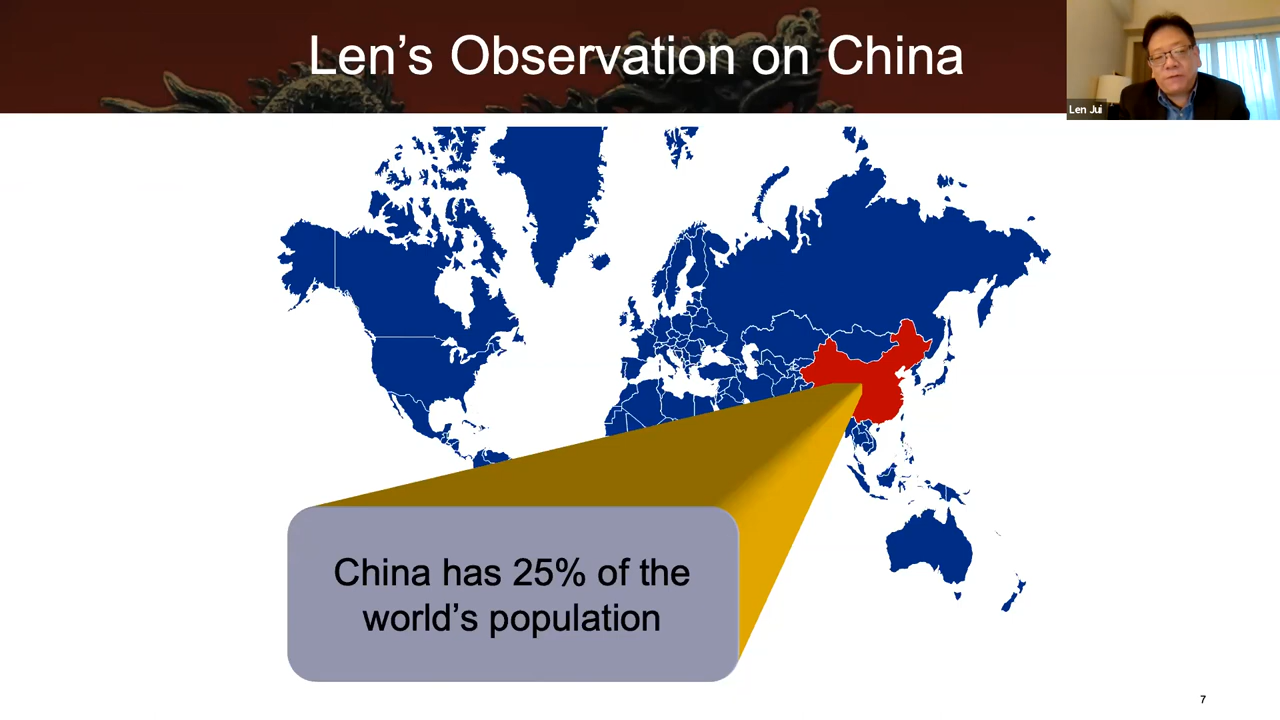 Len’s Observation on China
Len Jui
China has 25% of the
world’s population
7